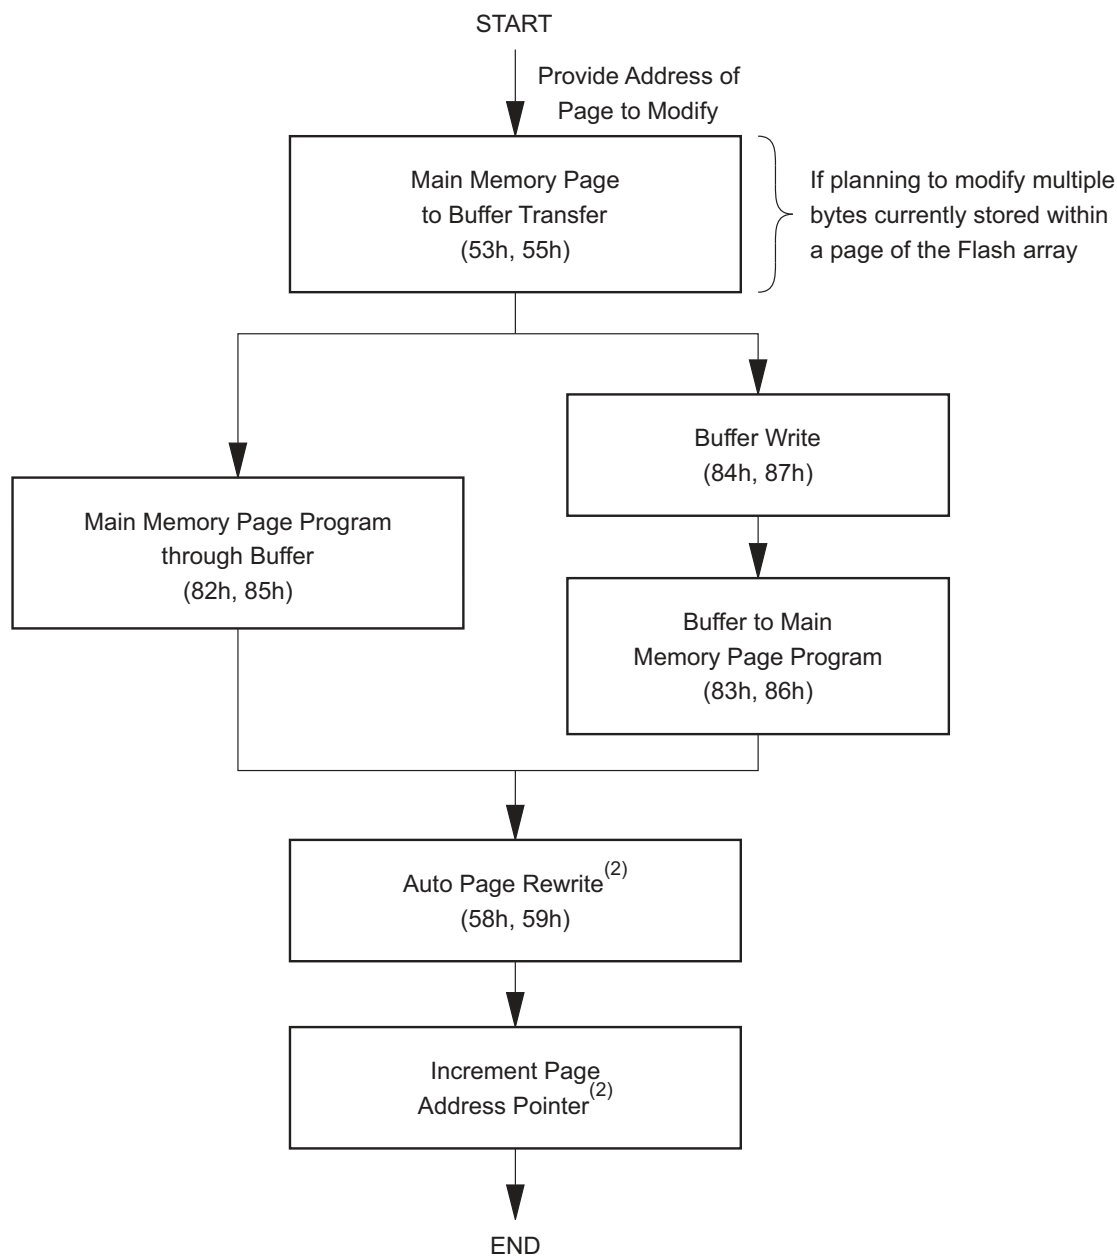 START
Provide Address of
Page to Modify
Main Memory Page
to Buffer Transfer
(53h, 55h)
If planning to modify multiple
bytes currently stored within
a page of the Flash array
Buffer Write
(84h, 87h)
Main Memory Page Program
through Buffer
(82h, 85h)
Buffer to Main
Memory Page Program
(83h, 86h)
Auto Page Rewrite(2)
(58h, 59h)
Increment Page
Address Pointer(2)
END